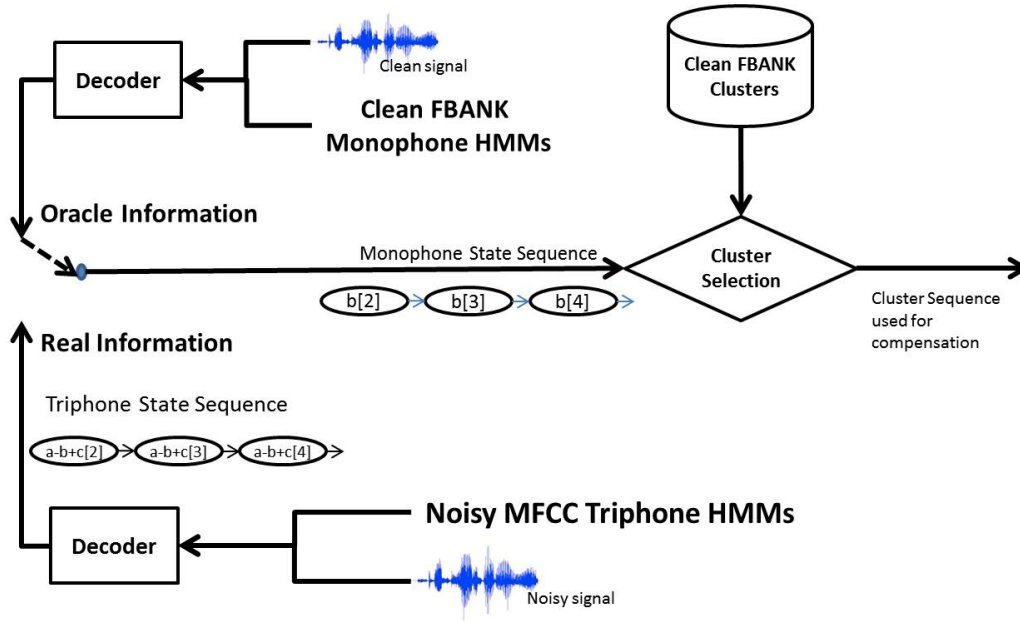 Decoder
Clean signal
Clean FBANK
Monophone HMMs
Clean FBANK
Clusters
Oracle Information
Monophone State Sequence
b[2]
b[3]
b[4]
Cluster
Selection
Cluster Sequence
used for
compensation
Real Information
Triphone State Sequence
a-b+c[2]
a-b+c[3]
a-b+c[4]
Decoder
Noisy MFCC Triphone HMMs
Noisy signal